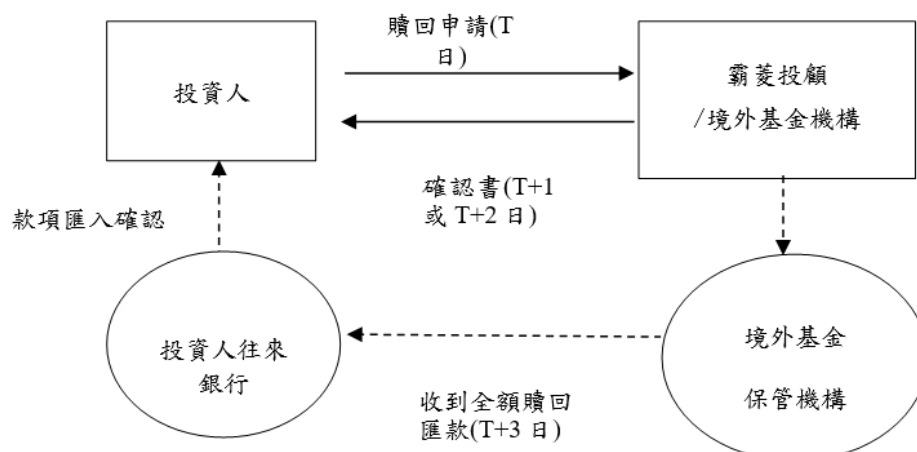 贖回申請(T
日)
投資人
霸菱投顧
/境外基金機構
確認書(T+1
或 T+2 日)
款項匯入確認
投資人往來
銀行
境外基金
保管機構
收到全額贖回
匯款(T+3 日)